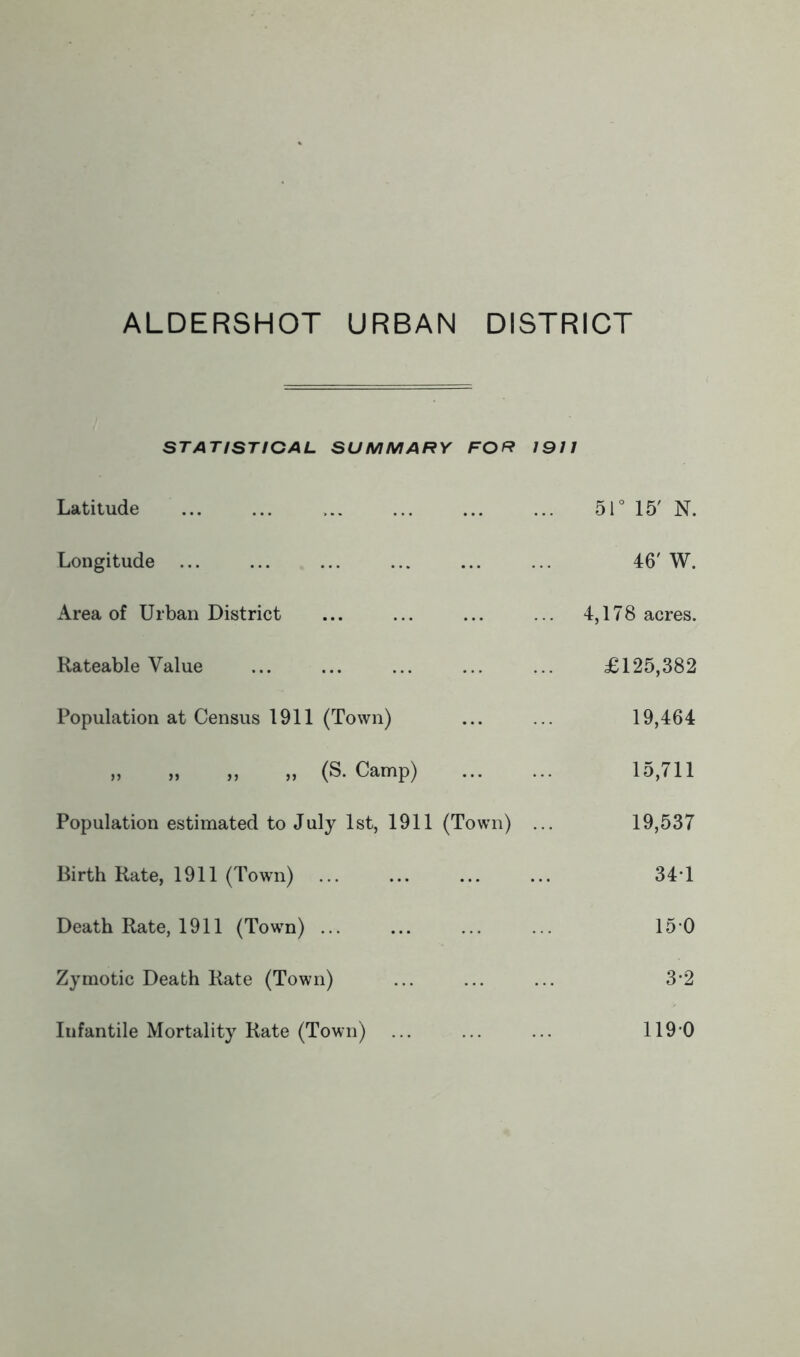 ALDERSHOT URBAN DISTRICT
STATISTICAL SUMMARY FOR 1911
Latitude ... ... ... ... ... ... 51° 15′ N.
Longitude ... ... ... ... ... ... 46′ W.
Area of Urban District ... ... ... ... 4,178 acres.
Rateable Value ... ... ... ... ... £125,382
Population at Census 1911 (Town) ... ... 19,464
„ „ „ „ (S. Camp) ... ... 15,711
Population estimated to July 1st, 1911 (Town) ... 19,537
Birth Rate, 1911 (Town) ... ... ... ... 34·1
Death Rate, 1911 (Town) ... ... ... ... 15·0
Zymotic Death Rate (Town) ... ... ... 3·2
Infantile Mortality Rate (Town) ... ... ... 119·0